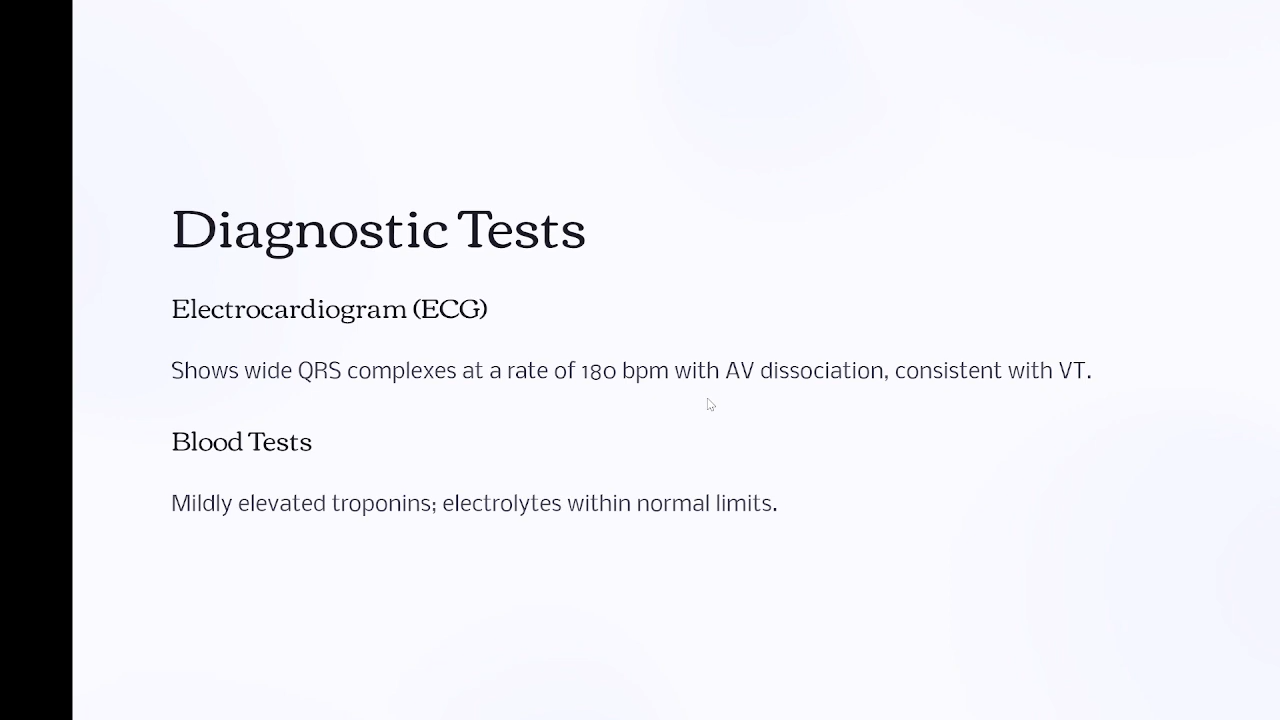 Diagnostic Tests
Electrocardiogram (ECG)
Shows wide QRS complexes at a rate of 180 bpm with AV dissociation, consistent with VT.
Blood Tests
Mildly elevated troponins; electrolytes within normal limits.